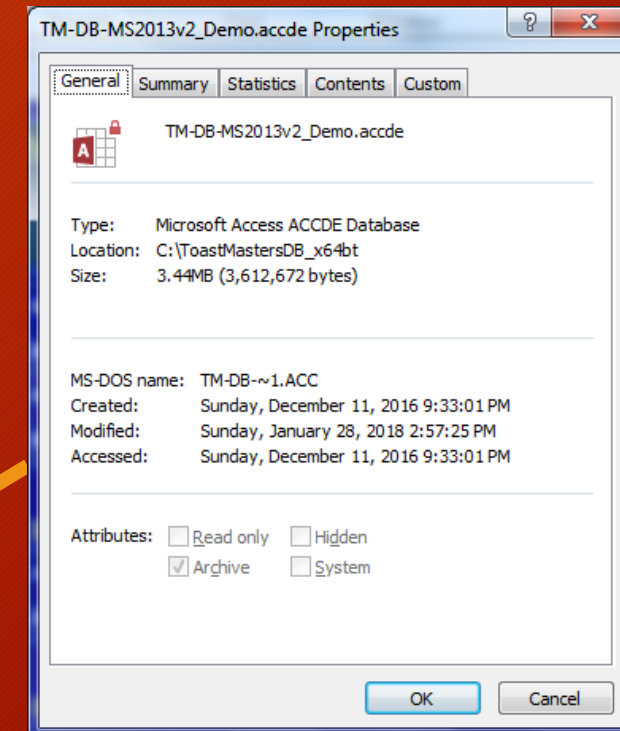 TM-DB-MS2013v2_Demo.accde Properties
General Summary Statistics Contents Custom
TM-DB-MS2013v2_Demo.accde
Type: Microsoft Access ACCDE Database
Location: C:\ToastMastersDB_x64bt
Size: 3.44MB (3,612,672 bytes)
MS-DOS name: TM-DB-~1.ACC
Created: Sunday, December 11, 2016 9:33:01 PM
Modified: Sunday, January 28, 2018 2:57:25 PM
Accessed: Sunday, December 11, 2016 9:33:01 PM
Attributes: Read only Hidden
Archive System
OK Cancel